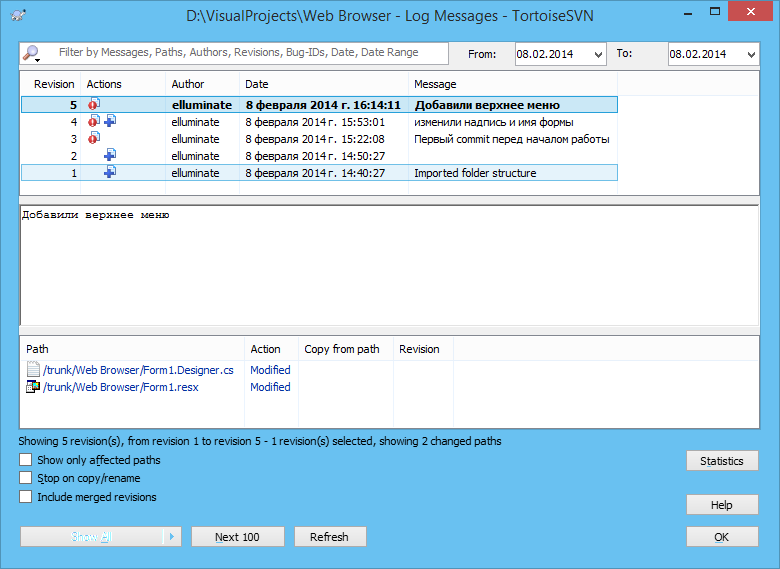 D:\VisualProjects\Web Browser - Log Messages - TortoiseSVN
Filter by Messages, Paths, Authors, Revisions, Bug-IDs, Date, Date Range From: 08.02.2014 To: 08.02.2014
Revision Actions Author Date Message
5 elluminate 8 февраля 2014 г. 16:14:11 Добавили верхнее меню
4 elluminate 8 февраля 2014 г. 15:53:01 изменили надпись и имя формы
3 elluminate 8 февраля 2014 г. 15:22:08 Первый commit перед началом работы
2 elluminate 8 февраля 2014 г. 14:50:27
1 elluminate 8 февраля 2014 г. 14:40:27 Imported folder structure
Добавили верхнее меню
Path Action Copy from path Revision
/trunk/Web Browser/Form1.Designer.cs Modified
/trunk/Web Browser/Form1.resx Modified
Showing 5 revision(s), from revision 1 to revision 5 - 1 revision(s) selected, showing 2 changed paths
Show only affected paths
Stop on copy/rename
Include merged revisions
Statistics
Help
Show All Next 100 Refresh OK